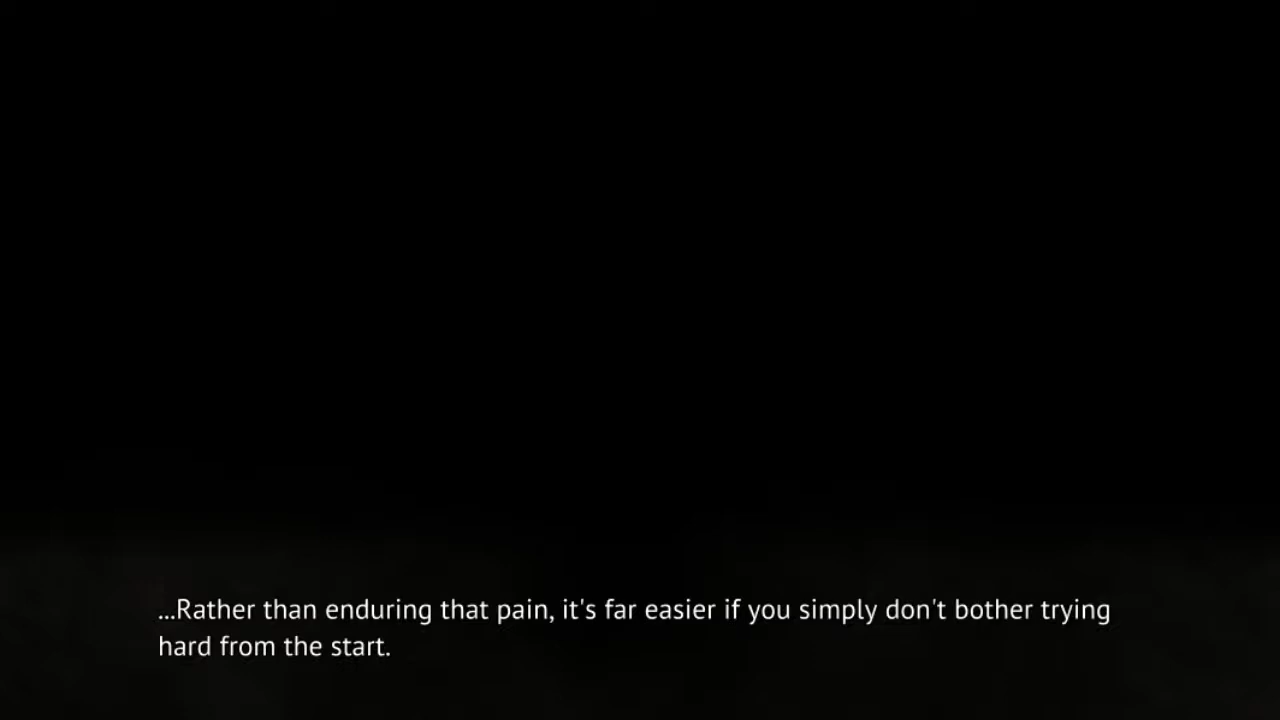 ...Rather than enduring that pain, it's far easier if you simply don't bother trying
hard from the start.